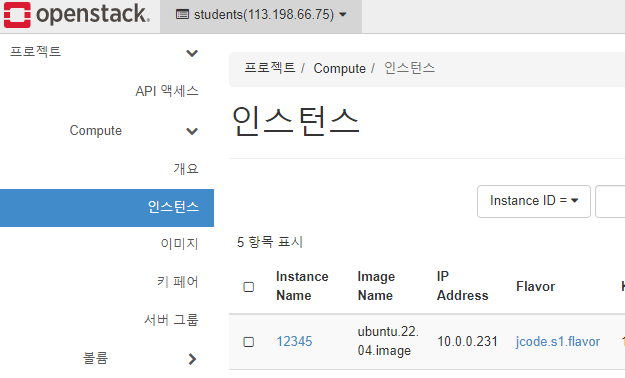 openstack. students(113.198.66.75)
프로젝트
API 액세스
Compute
개요
인스턴스
이미지
키 페어
서버 그룹
볼륨
프로젝트 / Compute / 인스턴스
인스턴스
Instance ID =
5 항목 표시
Instance Name Image Name IP Address Flavor
12345 ubuntu.22.04.image 10.0.0.231 jcode.s1.flavor